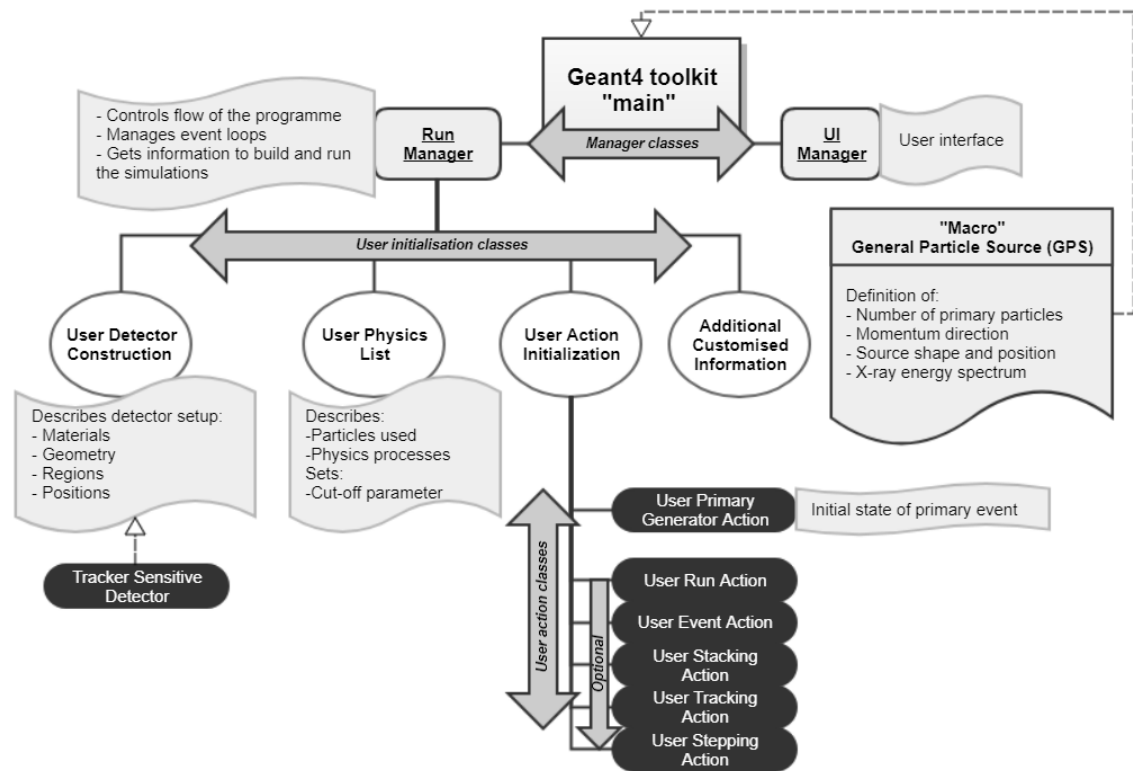 Geant4 toolkit
"main"
- Controls flow of the programme
- Manages event loops
- Gets information to build and run
the simulations
Run
Manager
Manager classes
UI
Manager
User interface
User initialisation classes
"Macro"
General Particle Source (GPS)
Definition of:
- Number of primary particles
- Momentum direction
- Source shape and position
- X-ray energy spectrum
User Detector
Construction
User Physics
List
User Action
Initialization
Additional
Customised
Information
Describes detector setup:
- Materials
- Geometry
- Regions
- Positions
Describes:
-Particles used
-Physics processes
Sets:
-Cut-off parameter
Tracker Sensitive
Detector
User action classes
User Primary
Generator Action
Initial state of primary event
Optional
User Run Action
User Event Action
User Stacking
Action
User Tracking
Action
User Stepping
Action